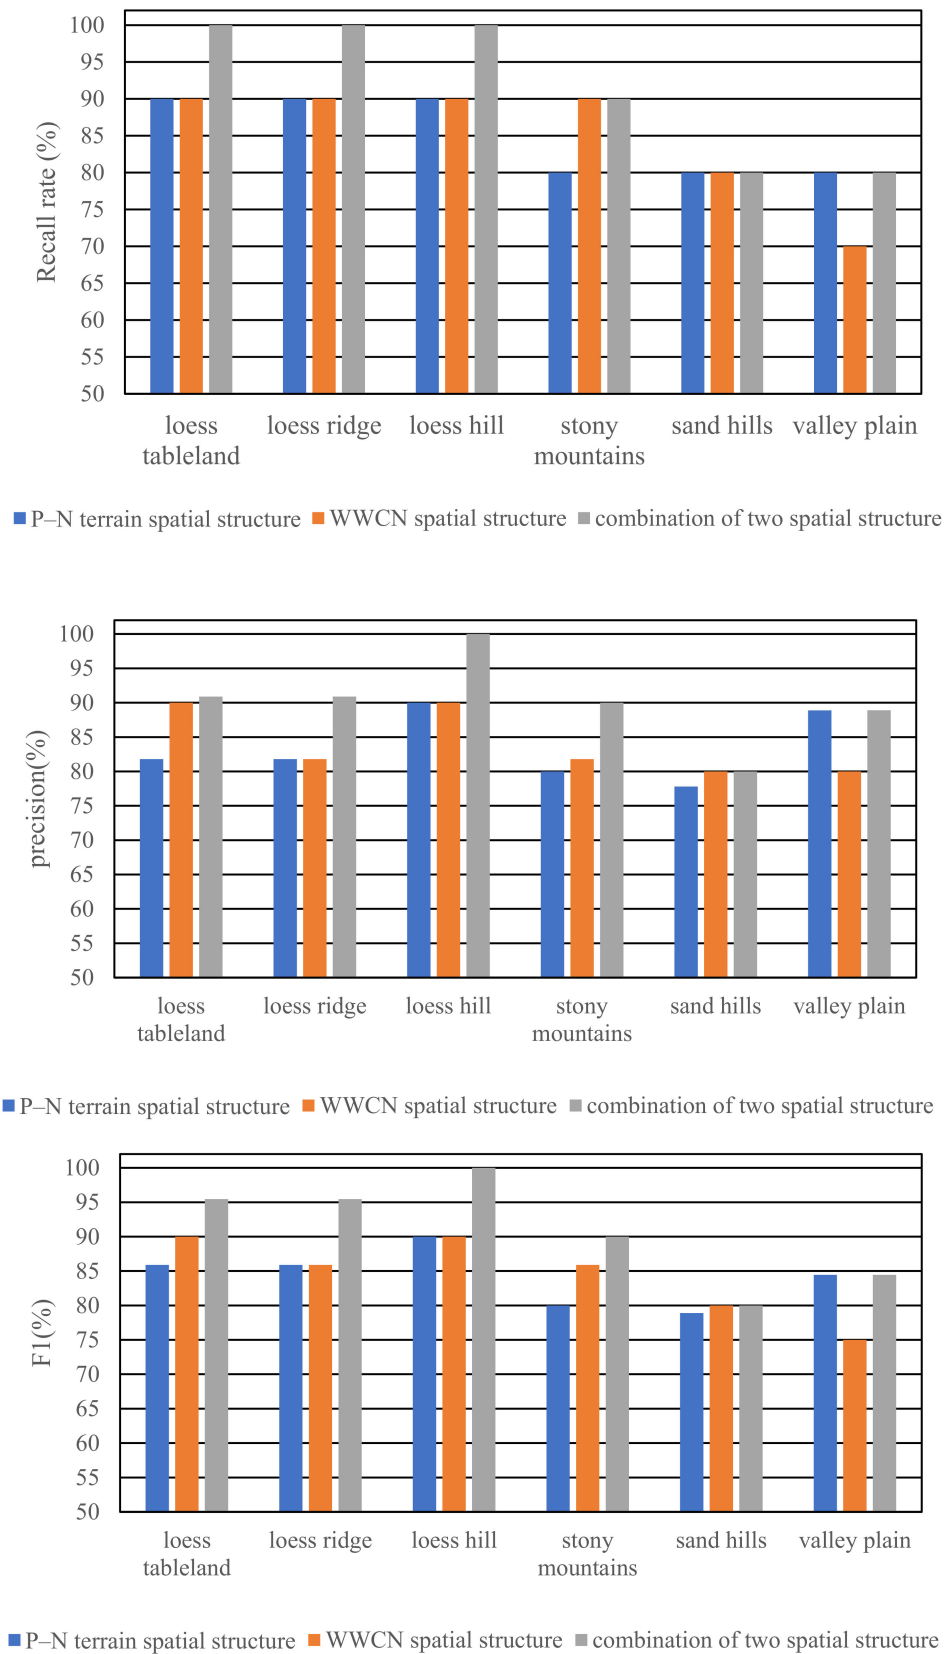 100
95
90
85
80
75
70
65
60
55
50
Recall rate (%)
loess tableland
loess ridge
loess hill
stony mountains
sand hills
valley plain
P–N terrain spatial structure WWCN spatial structure combination of two spatial structure
100
95
90
85
80
75
70
65
60
55
50
precision(%)
loess tableland
loess ridge
loess hill
stony mountains
sand hills
valley plain
P–N terrain spatial structure WWCN spatial structure combination of two spatial structure
100
95
90
85
80
75
70
65
60
55
50
F1(%)
loess tableland
loess ridge
loess hill
stony mountains
sand hills
valley plain
P–N terrain spatial structure WWCN spatial structure combination of two spatial structure